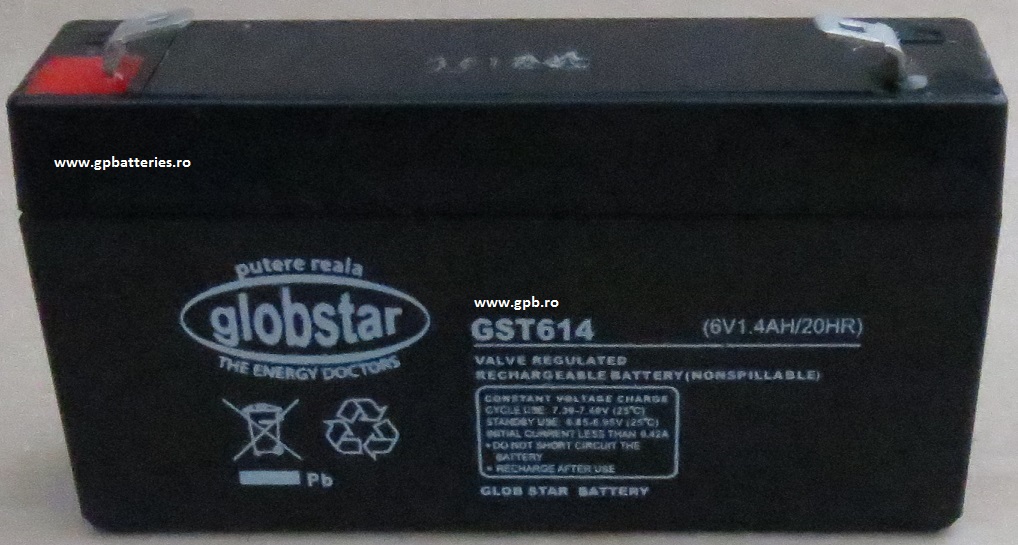 www.gpbatteries.ro
putere reala
globstar
THE ENERGY DOCTORS
Pb
www.gpb.ro
GST614 (6V1.4AH/20HR)
VALVE REGULATED
RECHARGEABLE BATTERY(NONSPILLABLE)
CONSTANT VOLTAGE CHARGE
CYCLE USE: 7.30-7.40V (25°C)
STANDBY USE: 6.85-6.95V (25°C)
INITIAL CURRENT LESS THAN 0.42A
• DO NOT SHORT CIRCUIT THE
BATTERY
• RECHARGE AFTER USE
GLOB STAR BATTERY